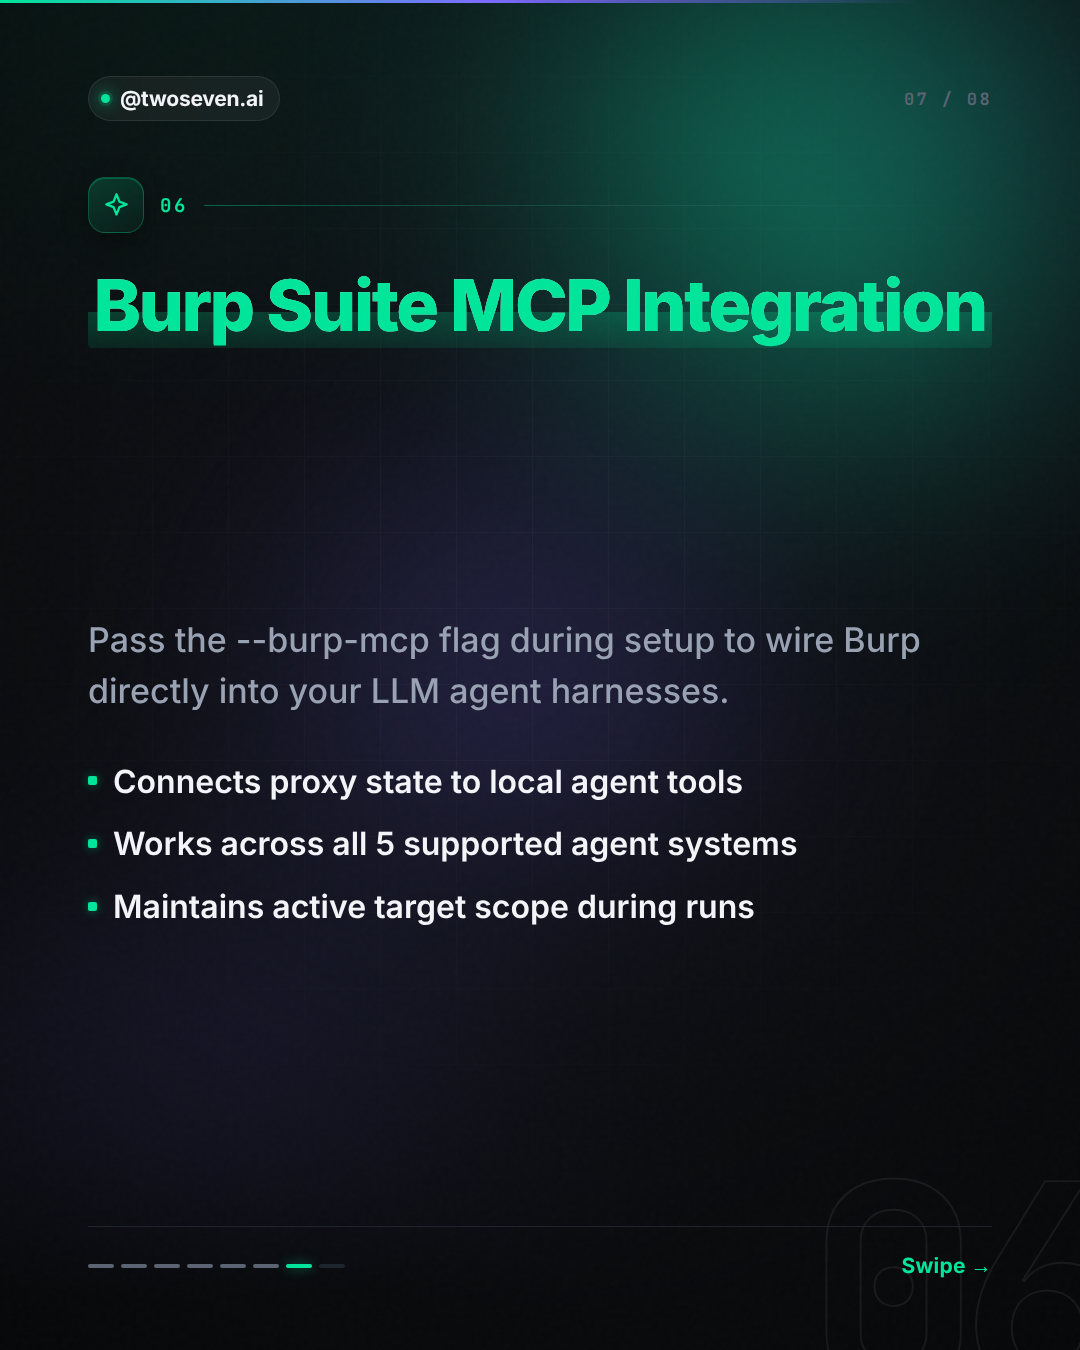 @twoseven.ai
07 / 08
06
Burp Suite MCP Integration
Pass the --burp-mcp flag during setup to wire Burp
directly into your LLM agent harnesses.
Connects proxy state to local agent tools
Works across all 5 supported agent systems
Maintains active target scope during runs
06
Swipe →